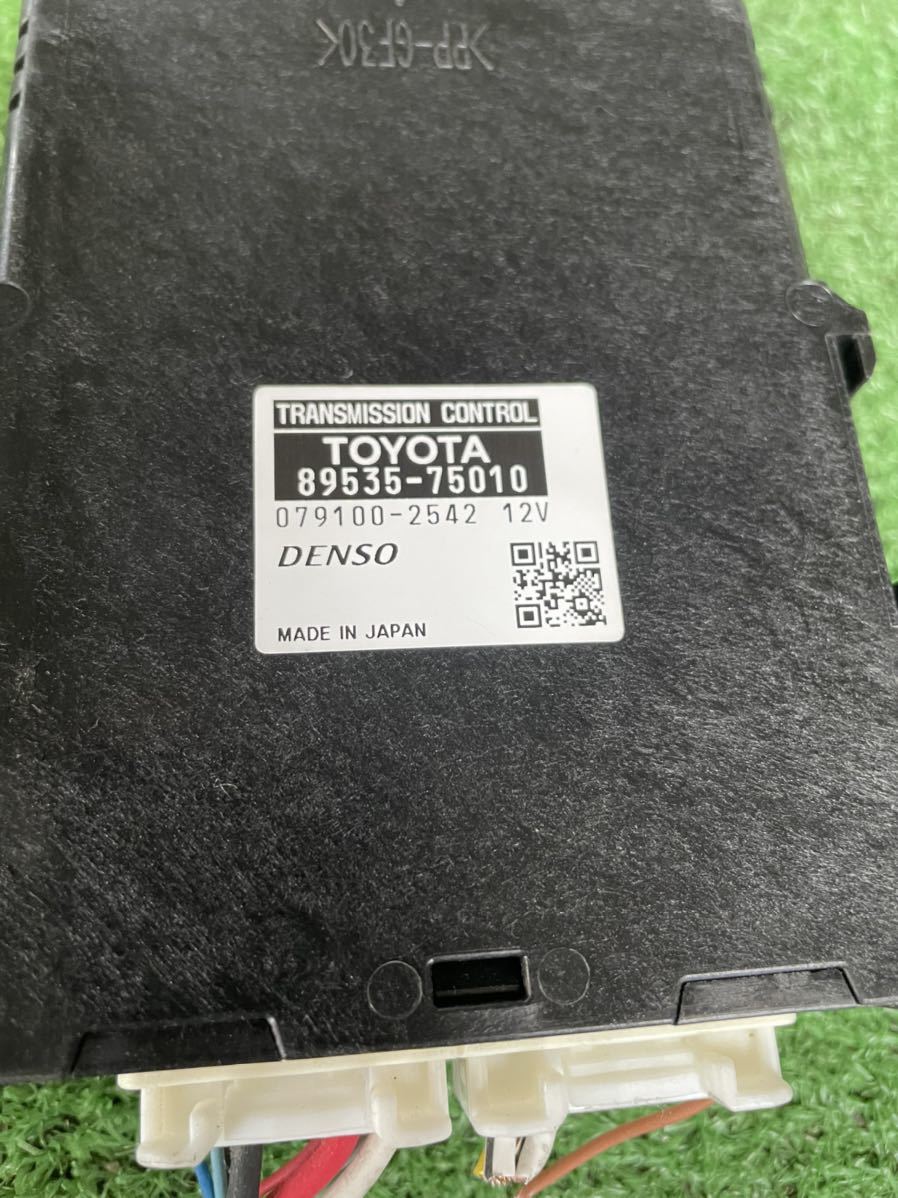 >PP-GF30<
TRANSMISSION CONTROL
TOYOTA
89535-75010
079100-2542 12V
DENSO
MADE IN JAPAN